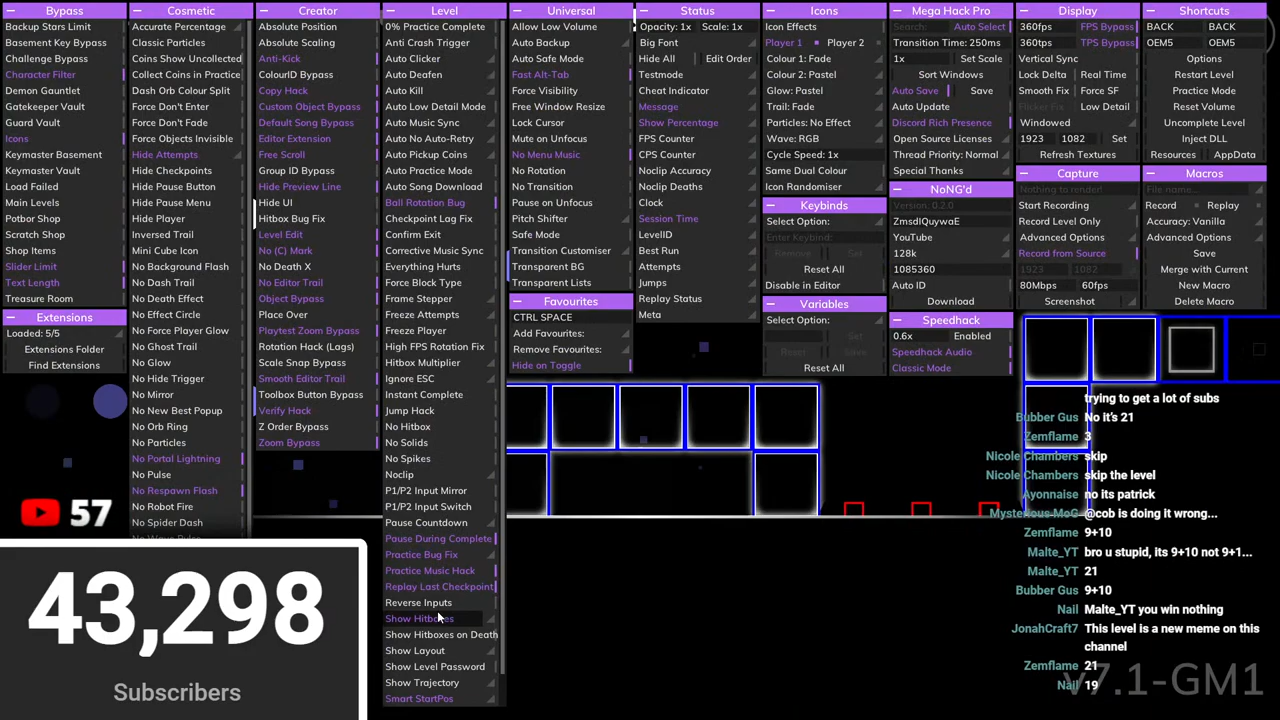 Bypass
Backup Stars Limit
Basement Key Bypass
Challenge Bypass
Character Filter
Demon Gauntlet
Gatekeeper Vault
Guard Vault
Icons
Keymaster Basement
Keymaster Vault
Load Failed
Main Levels
Potbor Shop
Scratch Shop
Shop Items
Slider Limit
Text Length
Treasure Room
Extensions
Loaded: 5/5
Extensions Folder
Find Extensions
Cosmetic
Accurate Percentage
Classic Particles
Coins Show Uncollected
Collect Coins in Practice
Dash Orb Colour Split
Force Don't Enter
Force Don't Fade
Force Objects Invisible
Hide Attempts
Hide Checkpoints
Hide Pause Button
Hide Pause Menu
Hide Player
Inversed Trail
Mini Cube Icon
No Background Flash
No Dash Trail
No Death Effect
No Effect Circle
No Force Player Glow
No Ghost Trail
No Glow
No Hide Trigger
No Mirror
No New Best Popup
No Orb Ring
No Particles
No Portal Lightning
No Pulse
No Respawn Flash
No Robot Fire
No Spider Dash
No Wave Pulse
Creator
Absolute Position
Absolute Scaling
Anti-Kick
ColourID Bypass
Copy Hack
Custom Object Bypass
Default Song Bypass
Editor Extension
Free Scroll
Group ID Bypass
Hide Preview Line
Hide UI
Hitbox Bug Fix
Level Edit
No (C) Mark
No Death X
No Editor Trail
Object Bypass
Place Over
Playtest Zoom Bypass
Rotation Hack (Lags)
Scale Snap Bypass
Smooth Editor Trail
Toolbox Button Bypass
Verify Hack
Z Order Bypass
Zoom Bypass
Level
0% Practice Complete
Anti Crash Trigger
Auto Clicker
Auto Deafen
Auto Kill
Auto Low Detail Mode
Auto Music Sync
Auto No Auto-Retry
Auto Pickup Coins
Auto Practice Mode
Auto Song Download
Ball Rotation Bug
Checkpoint Lag Fix
Confirm Exit
Corrective Music Sync
Everything Hurts
Force Block Type
Frame Stepper
Freeze Attempts
Freeze Player
High FPS Rotation Fix
Hitbox Multiplier
Ignore ESC
Instant Complete
Jump Hack
No Hitbox
No Solids
No Spikes
Noclip
P1/P2 Input Mirror
P1/P2 Input Switch
Pause Countdown
Pause During Complete
Practice Bug Fix
Practice Music Hack
Replay Last Checkpoint
Reverse Inputs
Show Hitboxes
Show Hitboxes on Death
Show Layout
Show Level Password
Show Trajectory
Smart StartPos
Universal
Allow Low Volume
Auto Backup
Auto Safe Mode
Fast Alt-Tab
Force Visibility
Free Window Resize
Lock Cursor
Mute on Unfocus
No Menu Music
No Rotation
No Transition
Pause on Unfocus
Pitch Shifter
Safe Mode
Transition Customiser
Transparent BG
Transparent Lists
Favourites
CTRL SPACE
Add Favourites:
Remove Favourites:
Hide on Toggle
Status
Opacity: 1x Scale: 1x
Big Font
Hide All Edit Order
Testmode
Cheat Indicator
Message
Show Percentage
FPS Counter
CPS Counter
Noclip Accuracy
Noclip Deaths
Clock
Session Time
LevelID
Best Run
Attempts
Jumps
Replay Status
Meta
Icons
Icon Effects
Player 1 Player 2
Colour 1: Fade
Colour 2: Pastel
Glow: Pastel
Trail: Fade
Particles: No Effect
Wave: RGB
Cycle Speed: 1x
Same Dual Colour
Icon Randomiser
Keybinds
Select Option:
Enter Keybind:
Remove Set
Reset All
Disable in Editor
Variables
Select Option:
Set
Reset Save
Reset All
Mega Hack Pro
Search: Auto Select
Transition Time: 250ms
1x Set Scale
Sort Windows
Auto Save Save
Auto Update
Discord Rich Presence
Open Source Licenses
Thread Priority: Normal
Special Thanks
NoNG'd
Version: 0.2.0
ZmsdIQuywaE
YouTube
128k
1085360
Auto ID
Download
Speedhack
0.6x Enabled
Speedhack Audio
Classic Mode
Display
360fps FPS Bypass
360tps TPS Bypass
Vertical Sync
Lock Delta Real Time
Smooth Fix Force SF
Flicker Fix Low Detail
Windowed
1923 1082 Set
Refresh Textures
Capture
Nothing to render!
Start Recording
Record Level Only
Advanced Options
Record from Source
1923 1082
80Mbps 60fps
Screenshot
Shortcuts
BACK BACK
OEM5 OEM5
Options
Restart Level
Practice Mode
Reset Volume
Uncomplete Level
Inject DLL
Resources AppData
Macros
File name...
Record Replay
Accuracy: Vanilla
Advanced Options
Save
Merge with Current
New Macro
Delete Macro
57
43,298
Subscribers
trying to get a lot of subs
Bubber Gus No it's 21
Zemflame 3
Nicole Chambers skip
Nicole Chambers skip the level
Ayonnaise no its patrick
Mysterious MoG @cob is doing it wrong...
Zemflame 9+10
Malte_YT bro u stupid, its 9+10 not 9+1...
Malte_YT 21
Bubber Gus 9+10
Nail Malte_YT you win nothing
JonahCraft7 This level is a new meme on this
channel
Zemflame 21
Nail 19
v7.1-GM1